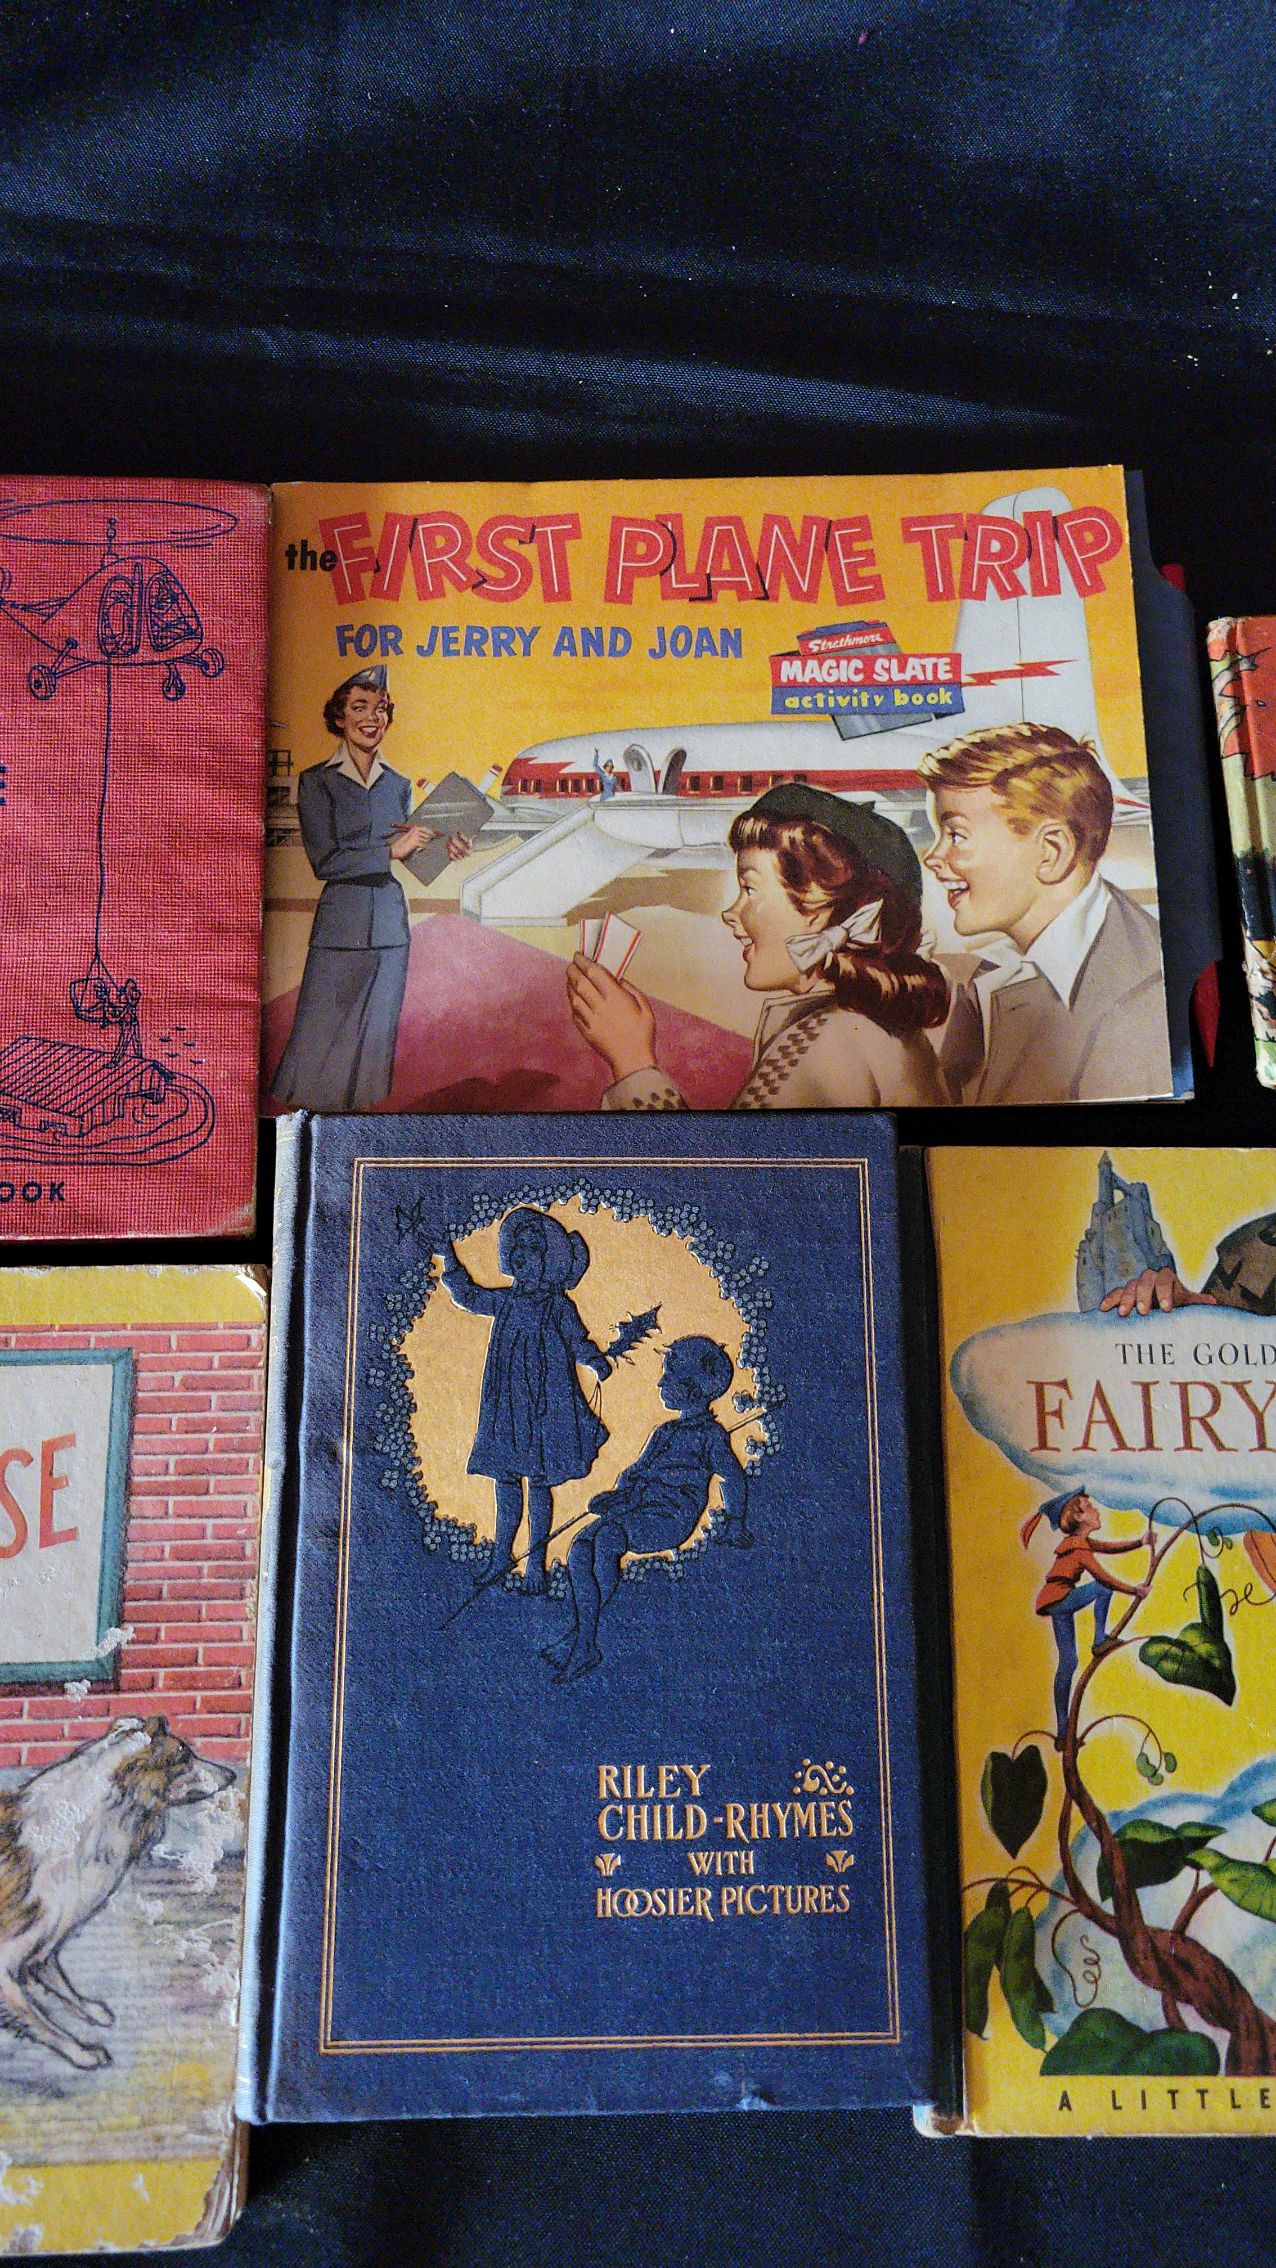 the FIRST PLANE TRIP
FOR JERRY AND JOAN
Strathmore
MAGIC SLATE
activity book
OOK
SE
RILEY
CHILD-RHYMES
WITH
HOOSIER PICTURES
THE GOLD
FAIRY
A LITTLE